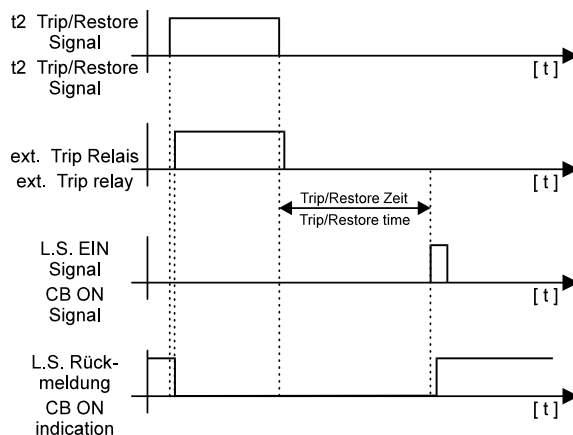 t2 Trip/Restore
Signal
t2 Trip/Restore
Signal
[ t ]
ext. Trip Relais
ext. Trip relay
[ t ]
Trip/Restore Zeit
Trip/Restore time
L.S. EIN
Signal
CB ON
Signal
[ t ]
L.S. Rück-
meldung
CB ON
indication
[ t ]